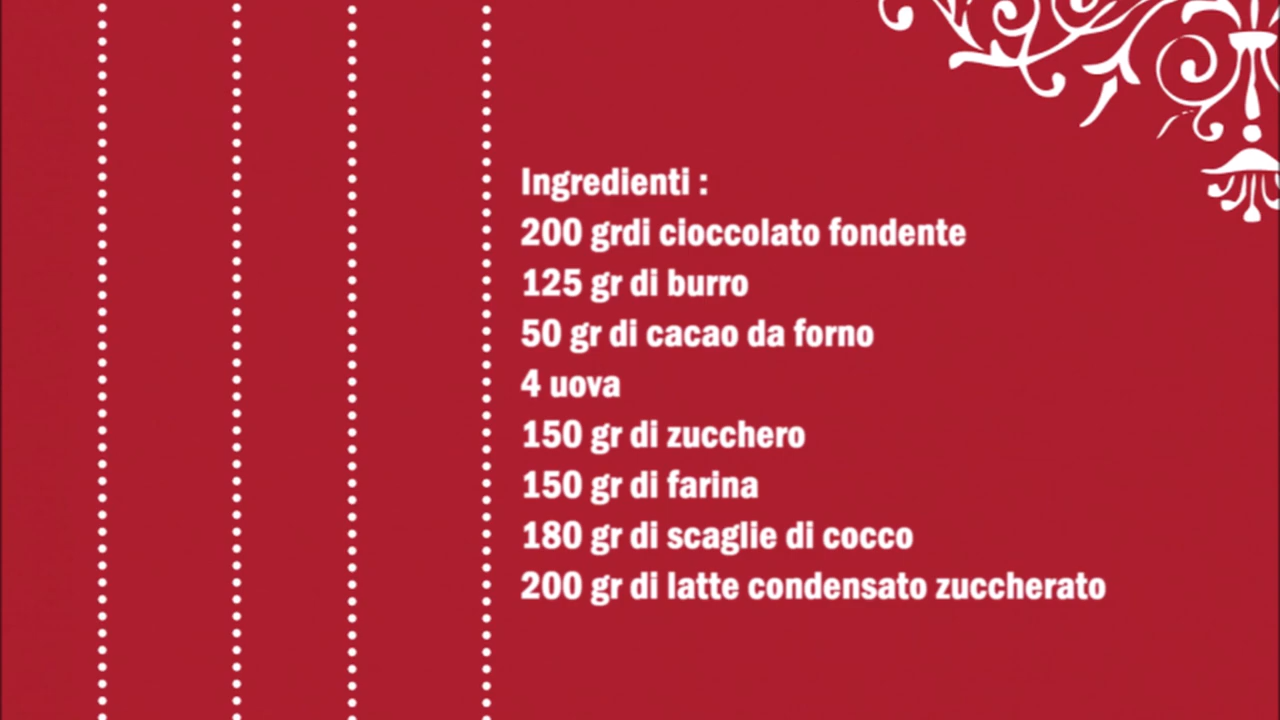 Ingredienti :
200 grdi cioccolato fondente
125 gr di burro
50 gr di cacao da forno
4 uova
150 gr di zucchero
150 gr di farina
180 gr di scaglie di cocco
200 gr di latte condensato zuccherato